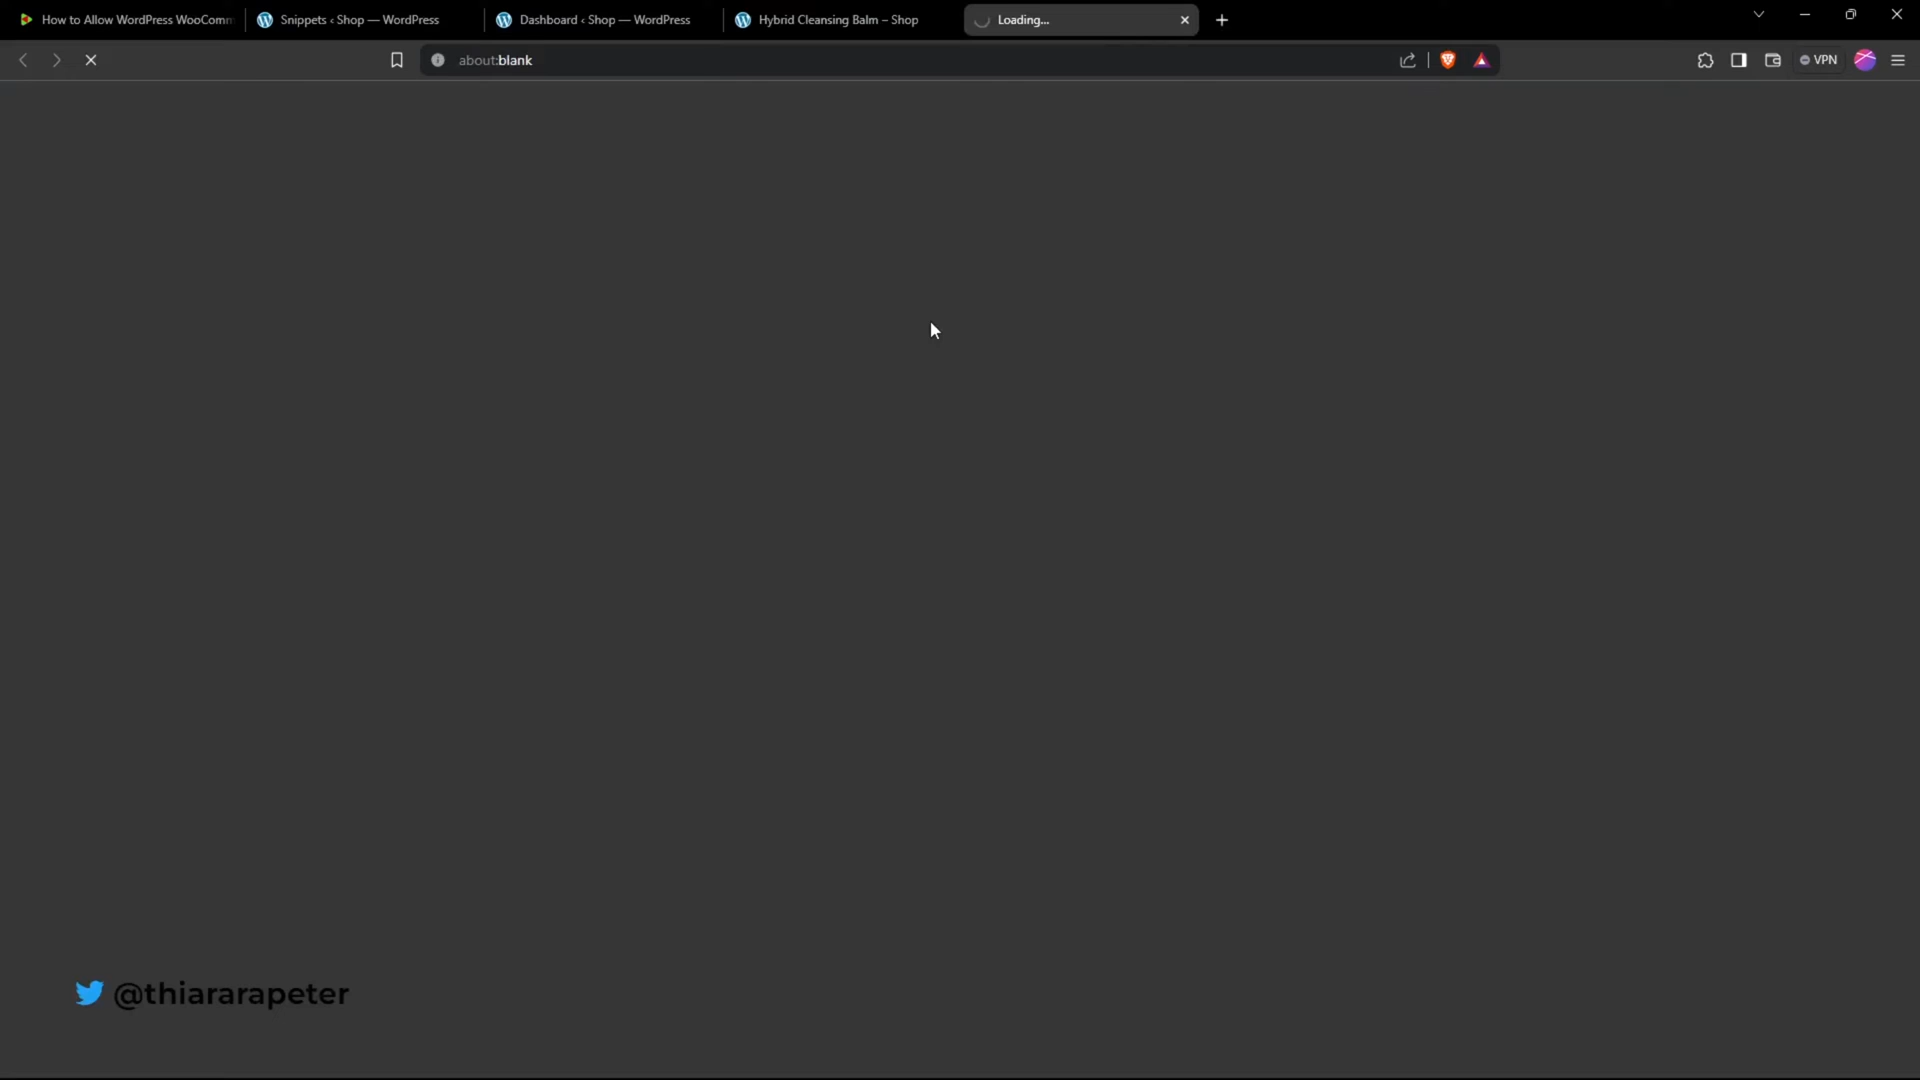 How to Allow WordPress WooComm
Snippets ‹ Shop — WordPress
Dashboard ‹ Shop — WordPress
Hybrid Cleansing Balm – Shop
Loading...
about:blank
VPN
@thiararapeter